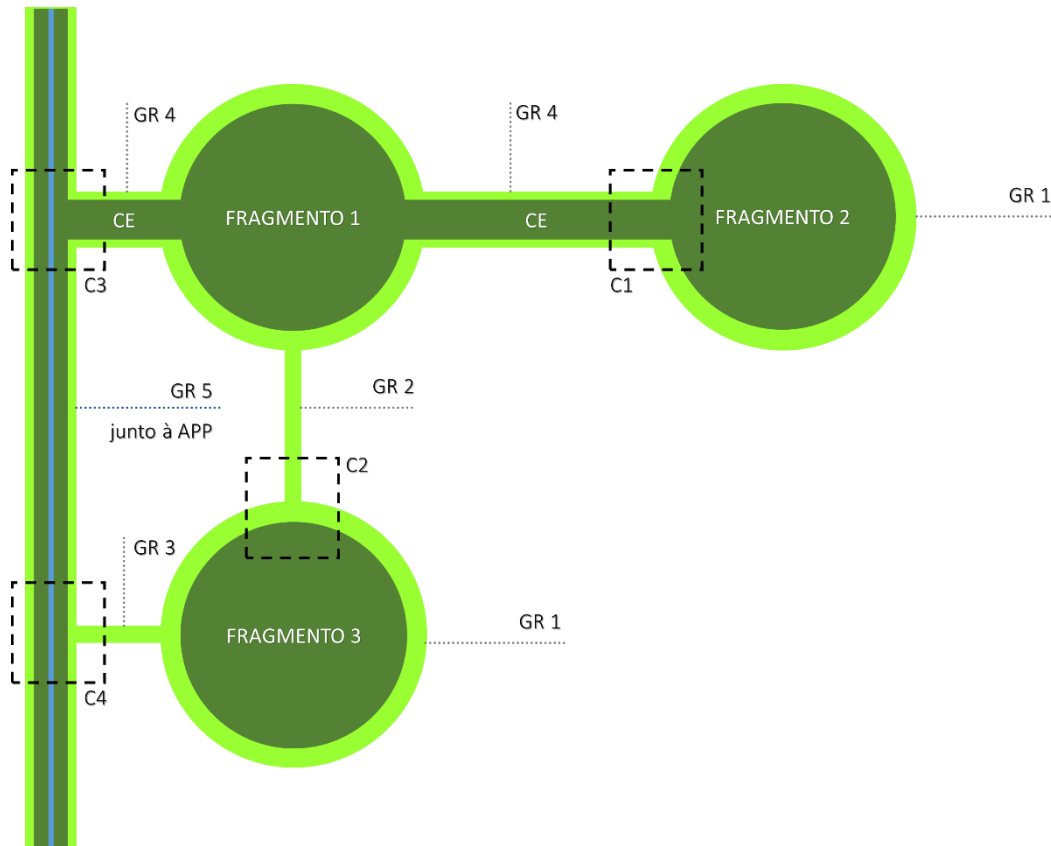 GR 4
GR 4
GR 1
CE
FRAGMENTO 1
CE
FRAGMENTO 2
C3
C1
GR 5
junto à APP
GR 2
C2
GR 3
FRAGMENTO 3
GR 1
C4